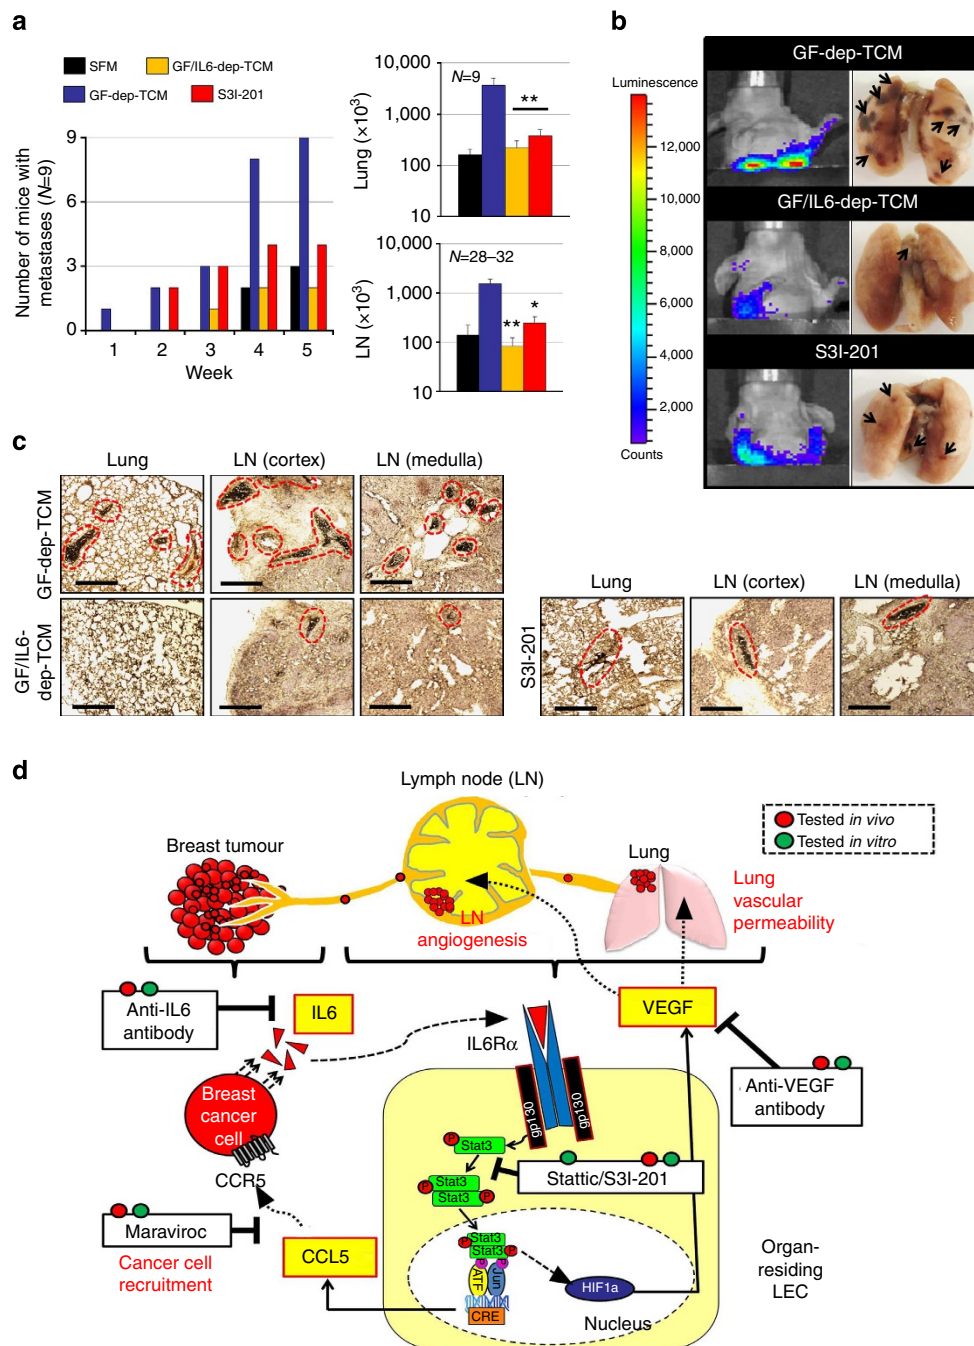 a
SFM
GF/IL6-dep-TCM
GF-dep-TCM
S3I-201
Number of mice with
metastases (N=9)
9
6
3
0
1
2
3
4
5
Week
Lung (×10³)
10,000
1,000
100
10
N=9
**
LN (×10³)
10,000
1,000
100
10
N=28–32
**
*
b
Luminescence
12,000
10,000
8,000
6,000
4,000
2,000
Counts
GF-dep-TCM
GF/IL6-dep-TCM
S3I-201
c
Lung
LN (cortex)
LN (medulla)
GF-dep-TCM
GF/IL6-
dep-TCM
Lung
LN (cortex)
LN (medulla)
S3I-201
d
Lymph node (LN)
Breast tumour
Lung
Tested in vivo
Tested in vitro
LN
angiogenesis
Lung
vascular
permeability
Anti-IL6
antibody
IL6
IL6Rα
VEGF
Anti-VEGF
antibody
Breast
cancer
cell
CCR5
gp130
gp130
P
Stat3
Stattic/S3I-201
Stat3
P
Stat3
P
Maraviroc
Cancer cell
recruitment
CCL5
P
Stat3
Stat3
P
P
P
ATF
Jun
CRE
HIF1a
Nucleus
Organ-
residing
LEC